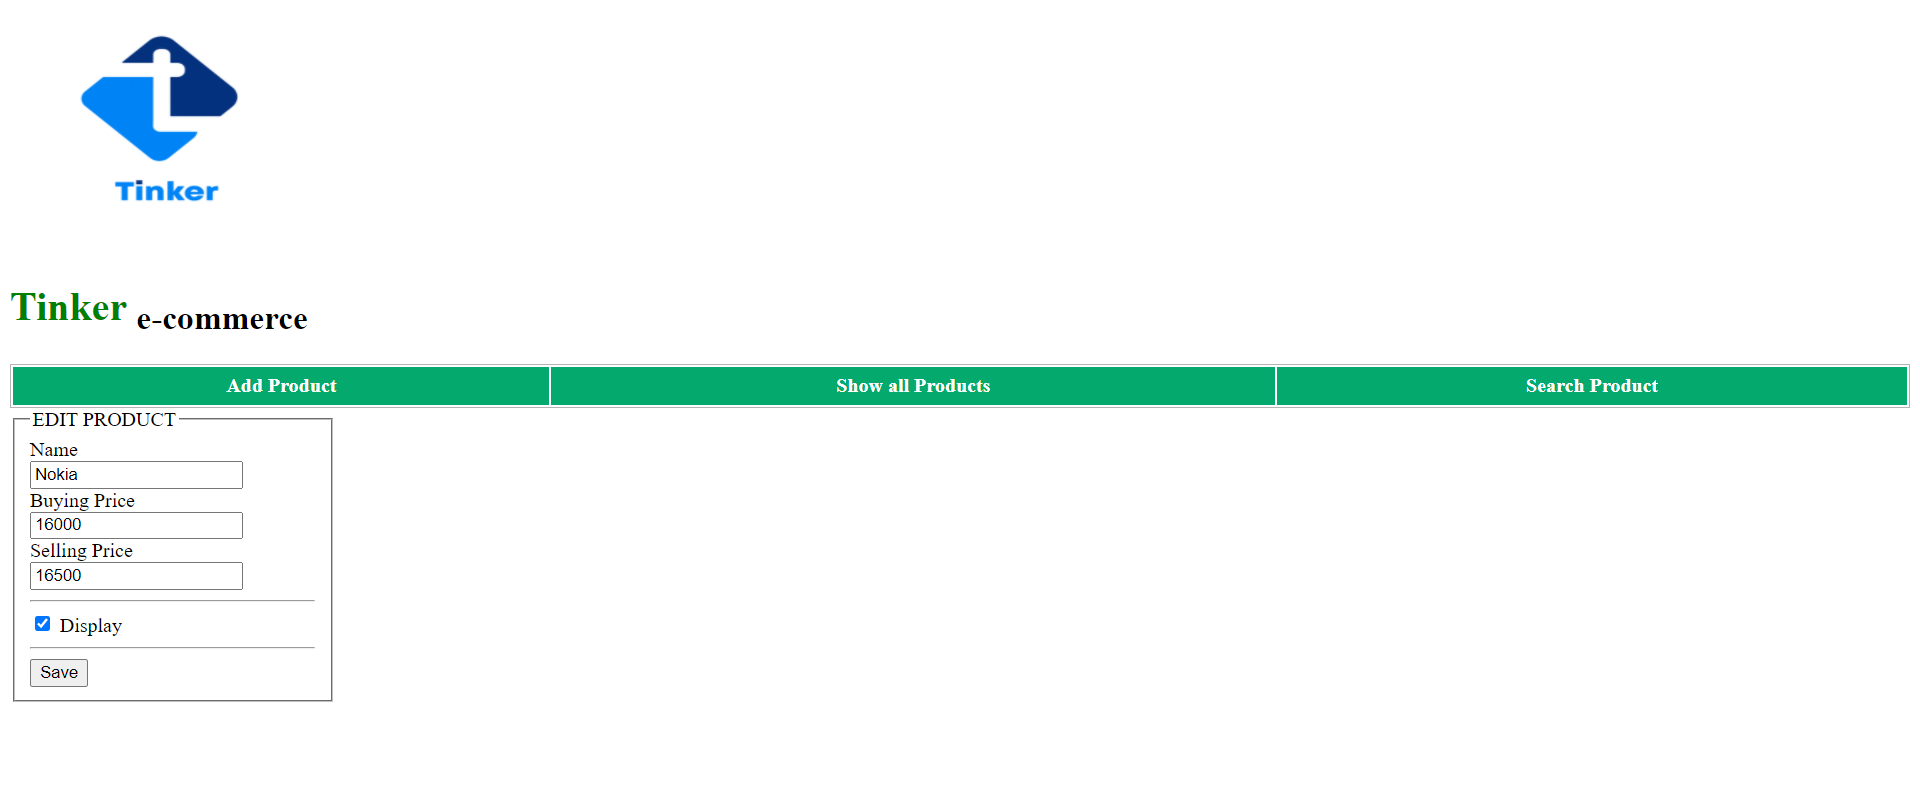 Tinker
Tinker e-commerce
Add Product Show all Products Search Product
EDIT PRODUCT
Name
Nokia
Buying Price
16000
Selling Price
16500
Display
Save